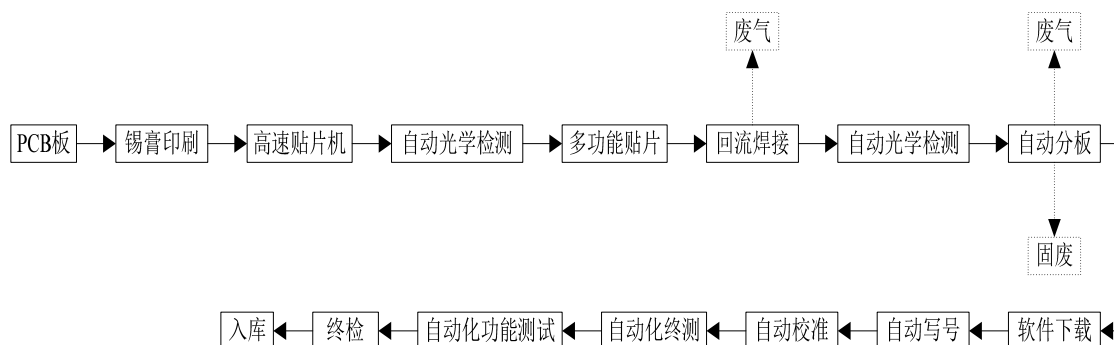 废气
废气
PCB板
锡膏印刷
高速贴片机
自动光学检测
多功能贴片
回流焊接
自动光学检测
自动分板
固废
入库
终检
自动化功能测试
自动化终测
自动校准
自动写号
软件下载